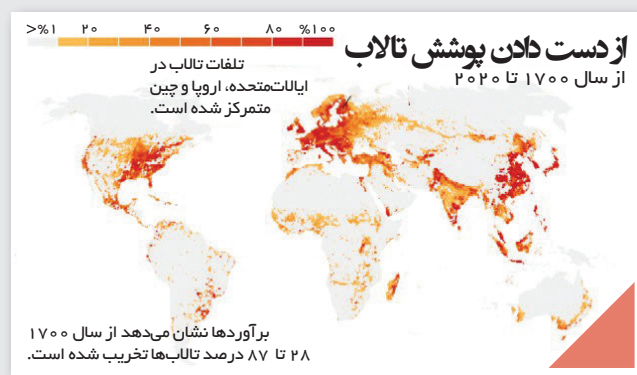 از دست دادن پوشش تالاب
از سال ۱۷۰۰ تا ۲۰۲۰
>%۱ ۲۰ ۴۰ ۶۰ ۸۰ %۱۰۰
تلفات تالاب در
ایالات‌متحده، اروپا و چین
متمرکز شده است.
برآوردها نشان می‌دهد از سال ۱۷۰۰
۲۸ تا ۸۷ درصد تالاب‌ها تخریب شده است.